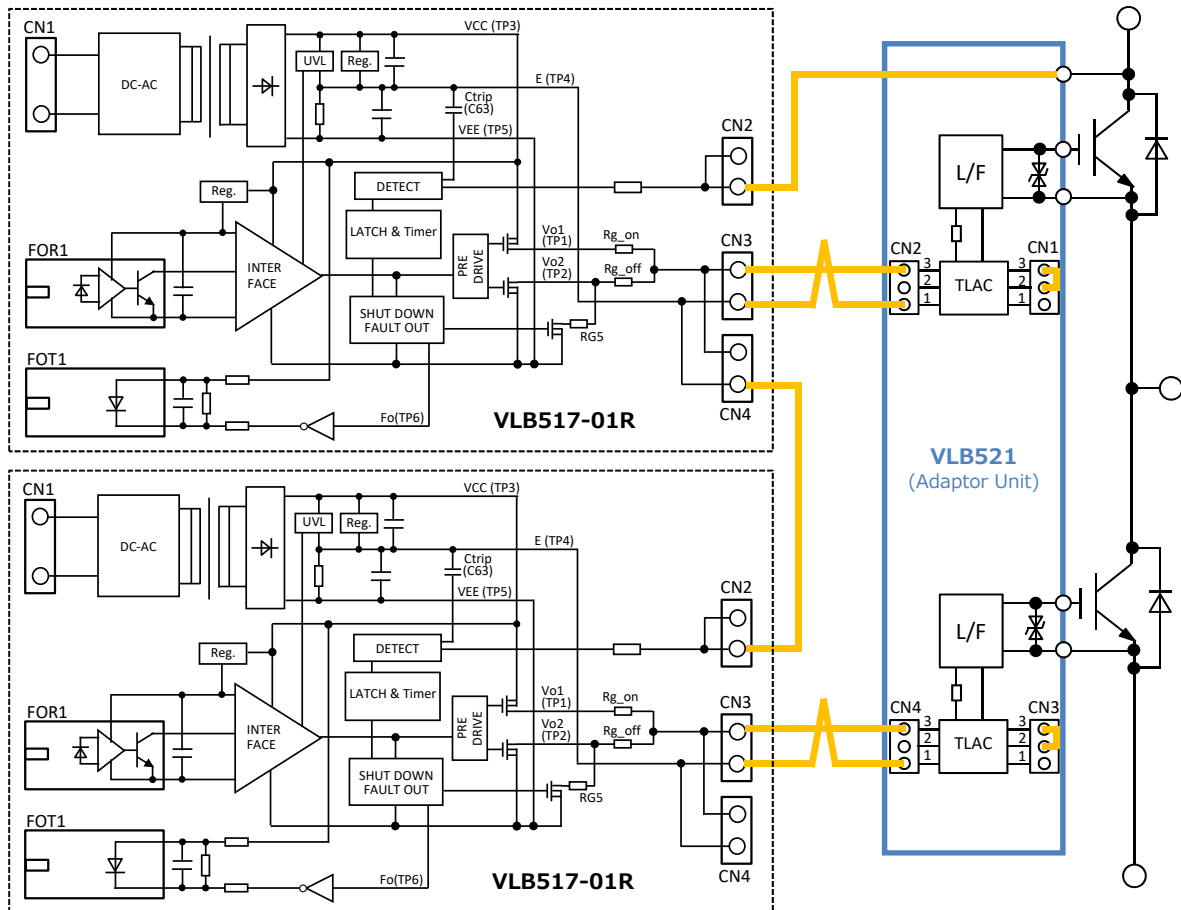 CN1
DC-AC
VCC (TP3)
UVL
Reg.
E (TP4)
Ctrip
(C63)
VEE (TP5)
CN2
DETECT
Reg.
LATCH & Timer
FOR1
INTER
FACE
PRE
DRIVE
Vo1
(TP1)
Rg_on
Vo2
(TP2)
Rg_off
CN3
SHUT DOWN
FAULT OUT
RG5
FOT1
Fo(TP6)
CN4
VLB517-01R
CN1
DC-AC
VCC (TP3)
UVL
Reg.
E (TP4)
Ctrip
(C63)
VEE (TP5)
CN2
DETECT
Reg.
LATCH & Timer
FOR1
INTER
FACE
PRE
DRIVE
Vo1
(TP1)
Rg_on
Vo2
(TP2)
Rg_off
CN3
SHUT DOWN
FAULT OUT
RG5
FOT1
Fo(TP6)
CN4
VLB517-01R
L/F
CN2
3
2
1
TLAC
3
2
1
CN1
VLB521
(Adaptor Unit)
L/F
CN4
3
2
1
TLAC
3
2
1
CN3